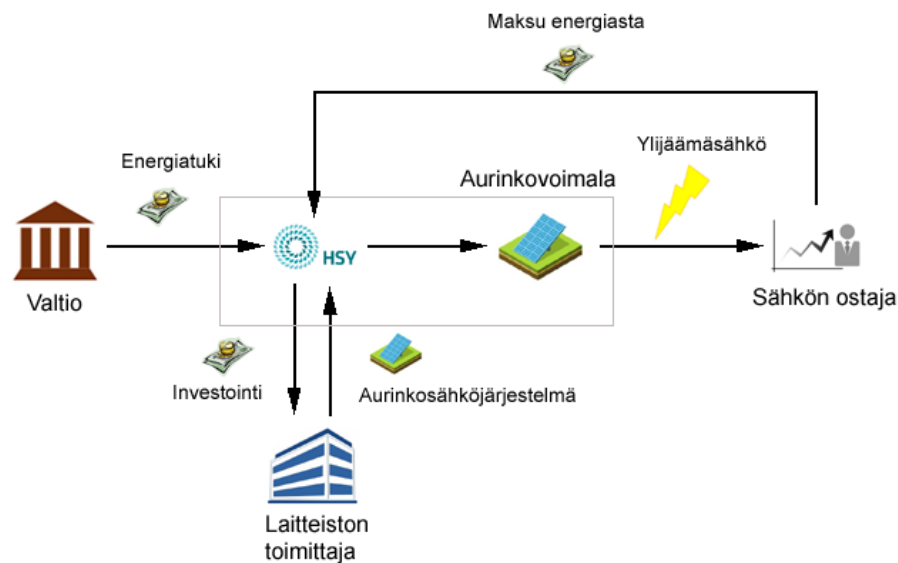 Maksu energiasta
Energiatuki
Ylijäämäsähkö
Aurinkovoimala
HSY
Valtio
Sähkön ostaja
Investointi
Aurinkosähköjärjestelmä
Laitteiston
toimittaja